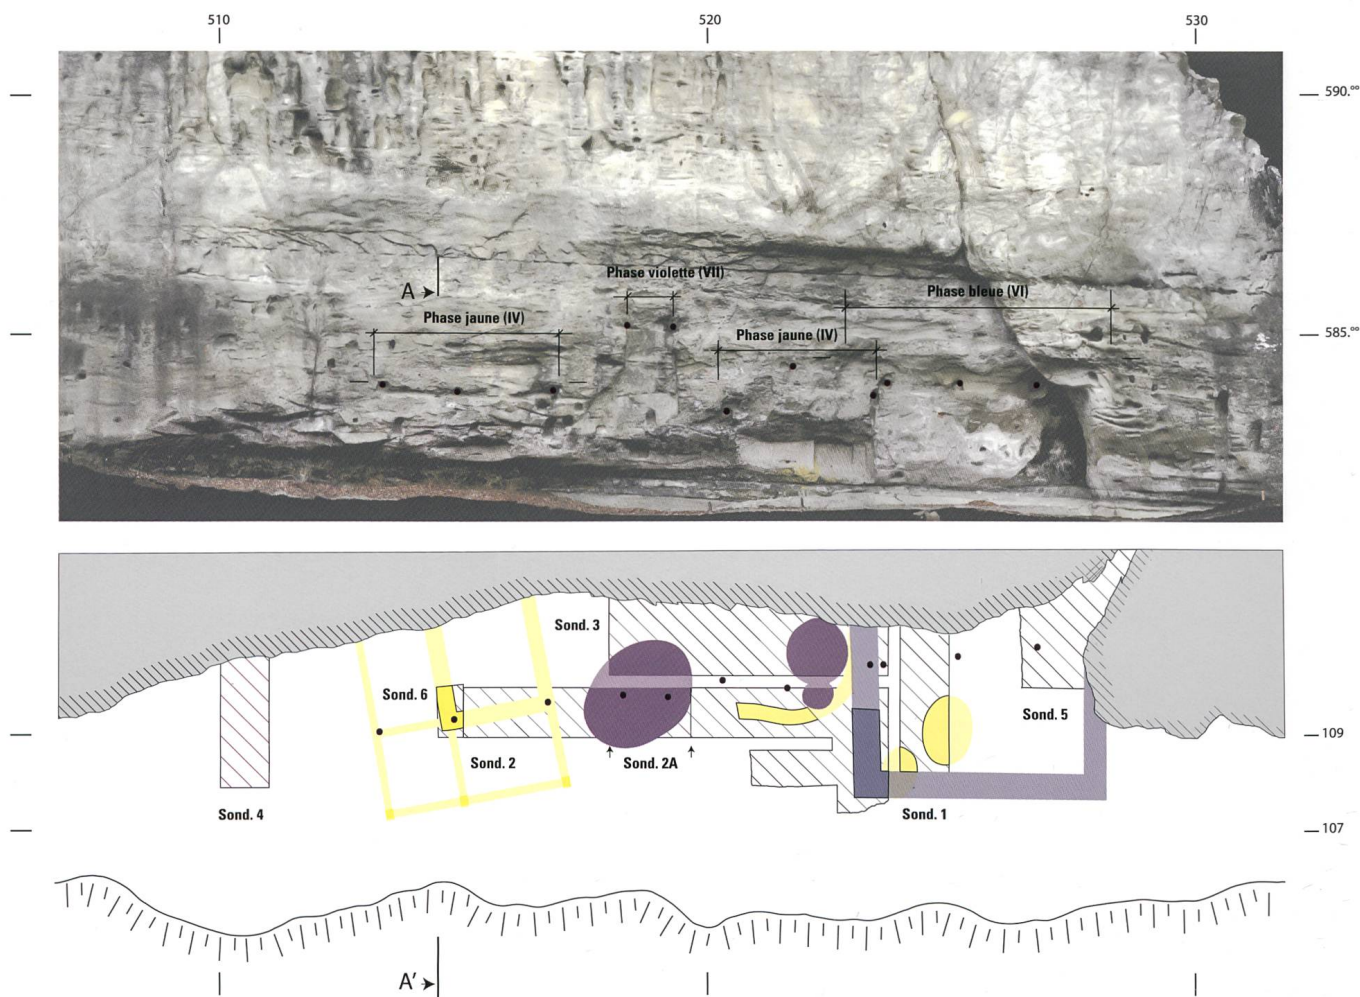 510 520 530
590.⁰⁰
Phase violette (VII)
A
Phase bleue (VI)
Phase jaune (IV)
585.⁰⁰
Phase jaune (IV)
Sond. 3
Sond. 6
Sond. 5
109
Sond. 2
Sond. 2A
Sond. 4
Sond. 1
107
A'